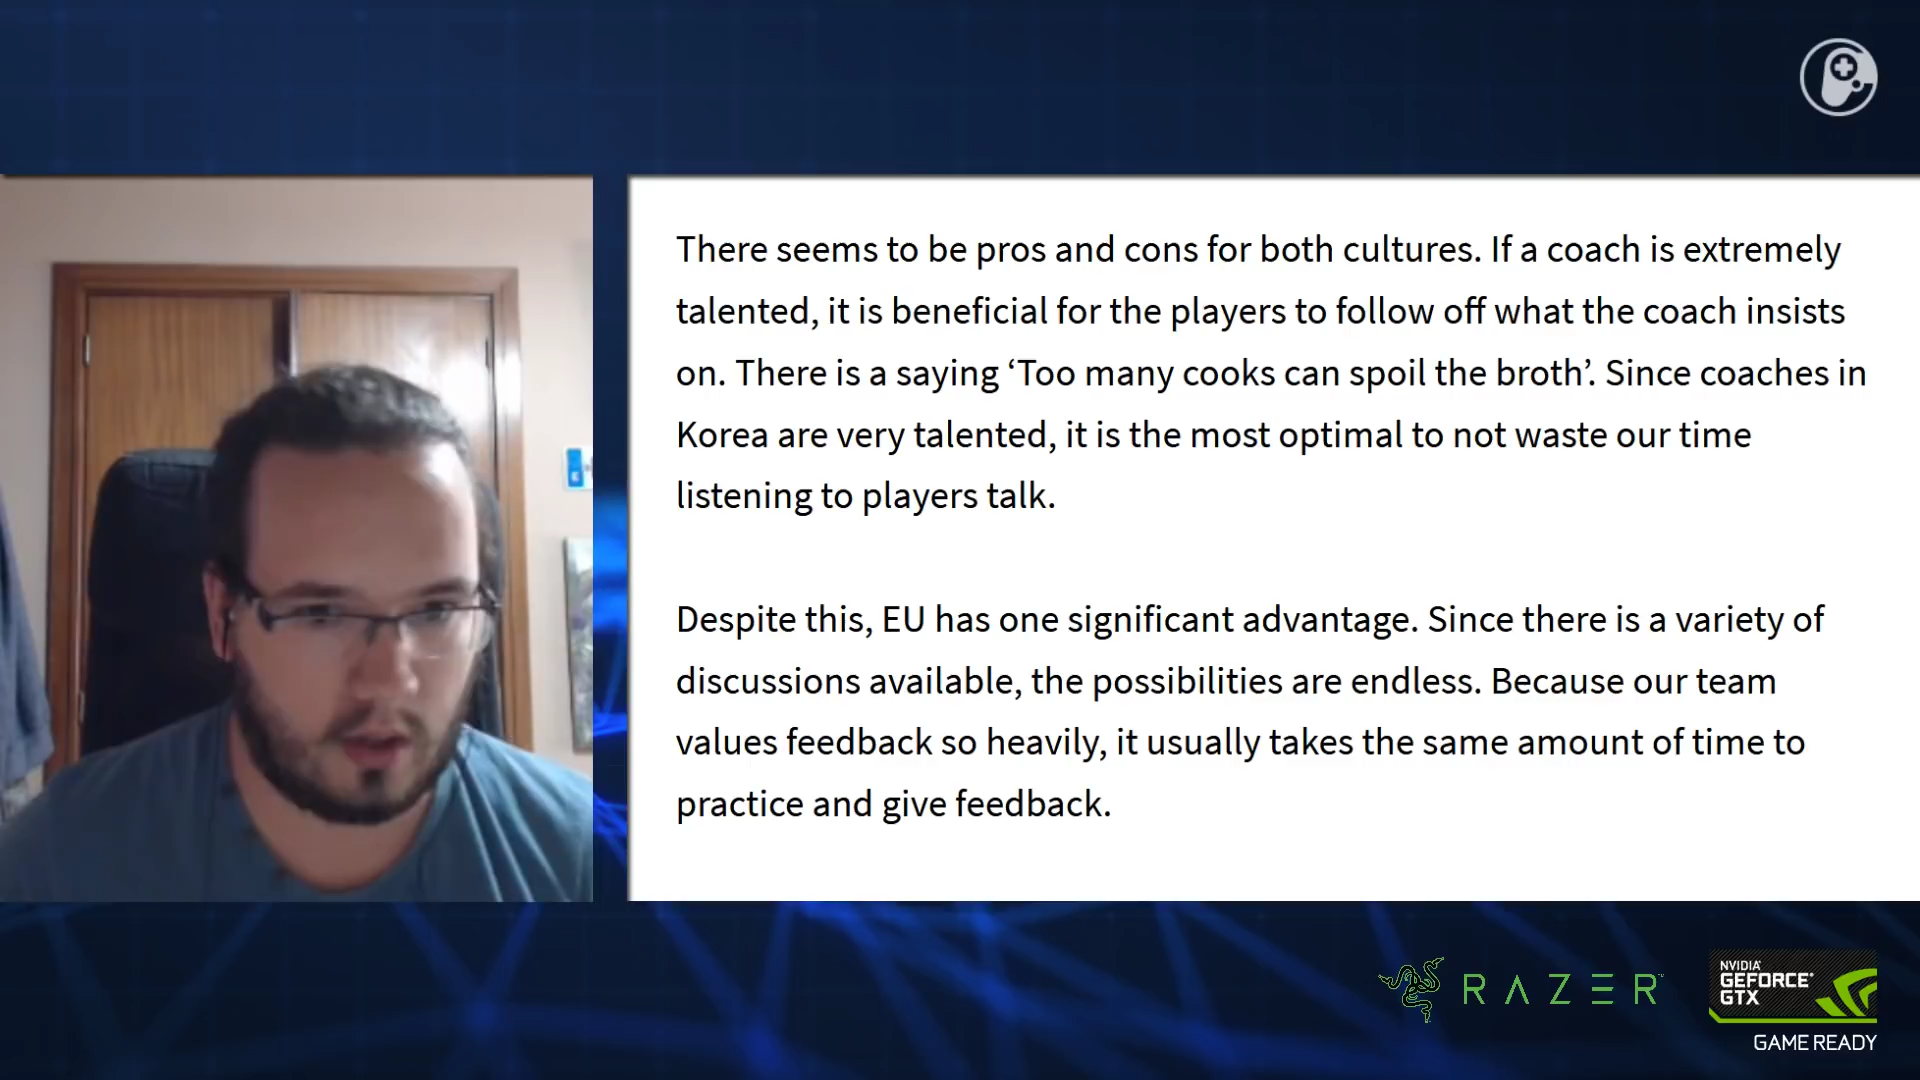 There seems to be pros and cons for both cultures. If a coach is extremely
talented, it is beneficial for the players to follow off what the coach insists
on. There is a saying ‘Too many cooks can spoil the broth’. Since coaches in
Korea are very talented, it is the most optimal to not waste our time
listening to players talk.
Despite this, EU has one significant advantage. Since there is a variety of
discussions available, the possibilities are endless. Because our team
values feedback so heavily, it usually takes the same amount of time to
practice and give feedback.
RAZER™
NVIDIA®
GEFORCE®
GTX
GAME READY